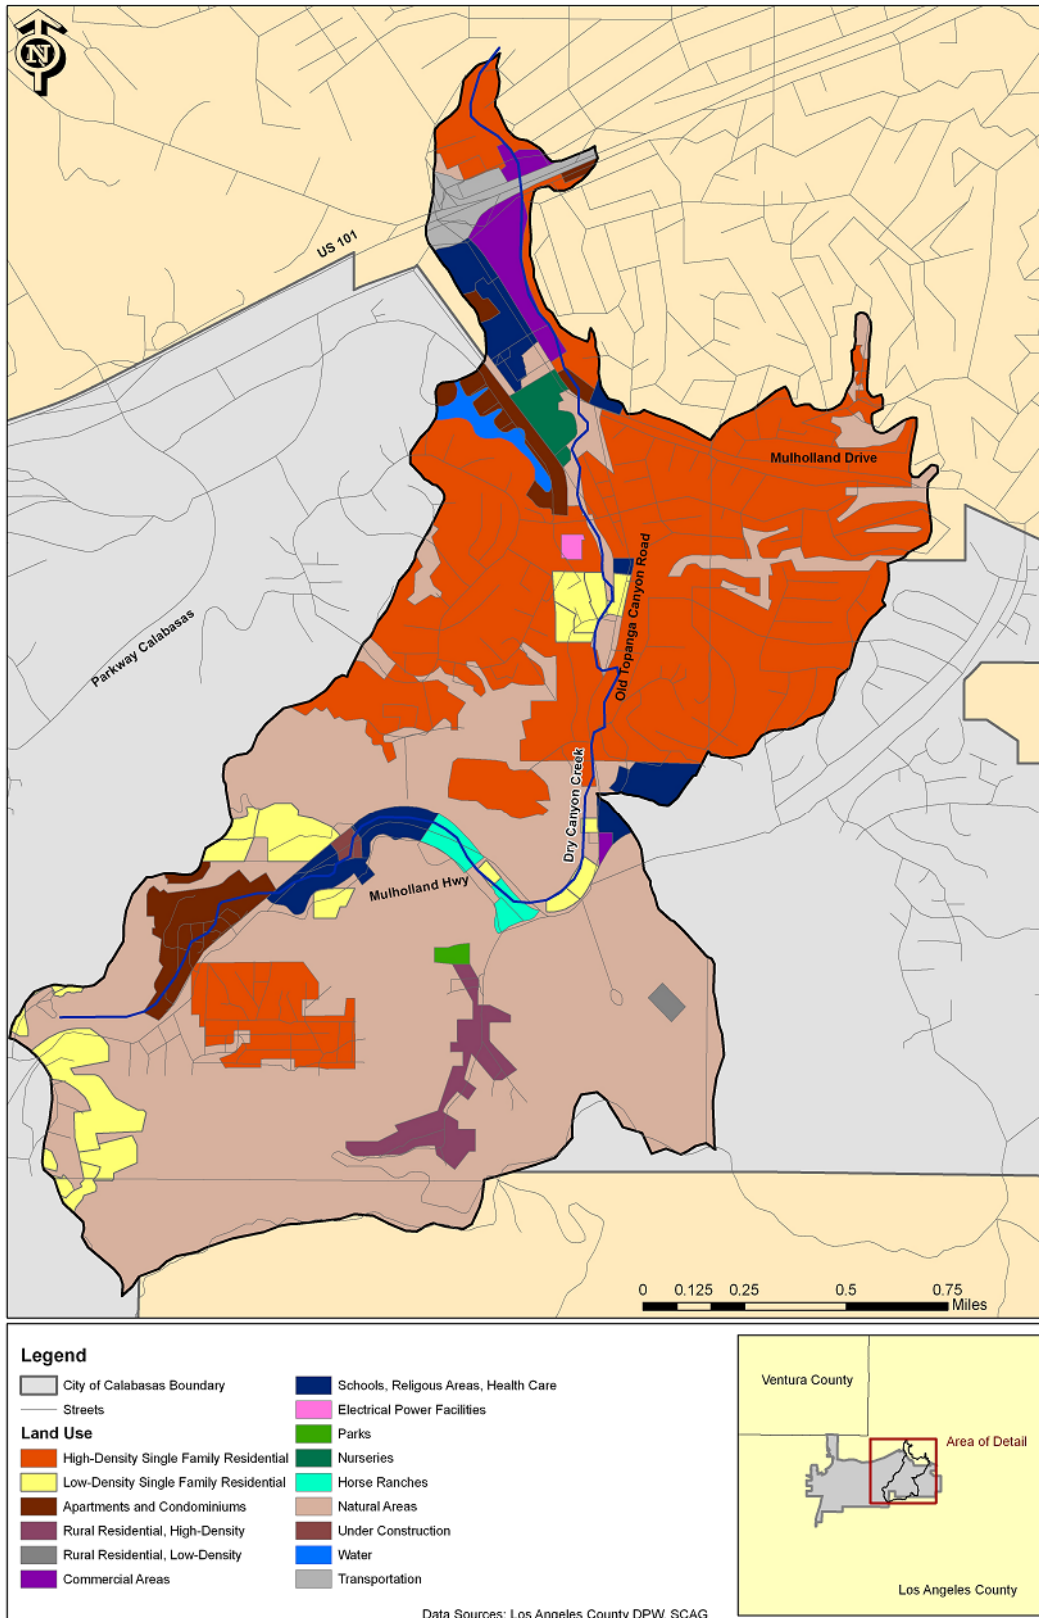 N
US 101
Mulholland Drive
Old Topanga Canyon Road
Parkway Calabasas
Dry Canyon Creek
Mulholland Hwy
0 0.125 0.25 0.5 0.75
Miles
Legend
City of Calabasas Boundary
Streets
Land Use
High-Density Single Family Residential
Low-Density Single Family Residential
Apartments and Condominiums
Rural Residential, High-Density
Rural Residential, Low-Density
Commercial Areas
Schools, Religous Areas, Health Care
Electrical Power Facilities
Parks
Nurseries
Horse Ranches
Natural Areas
Under Construction
Water
Transportation
Ventura County
Area of Detail
Los Angeles County
Data Sources: Los Angeles County DPW, SCAG